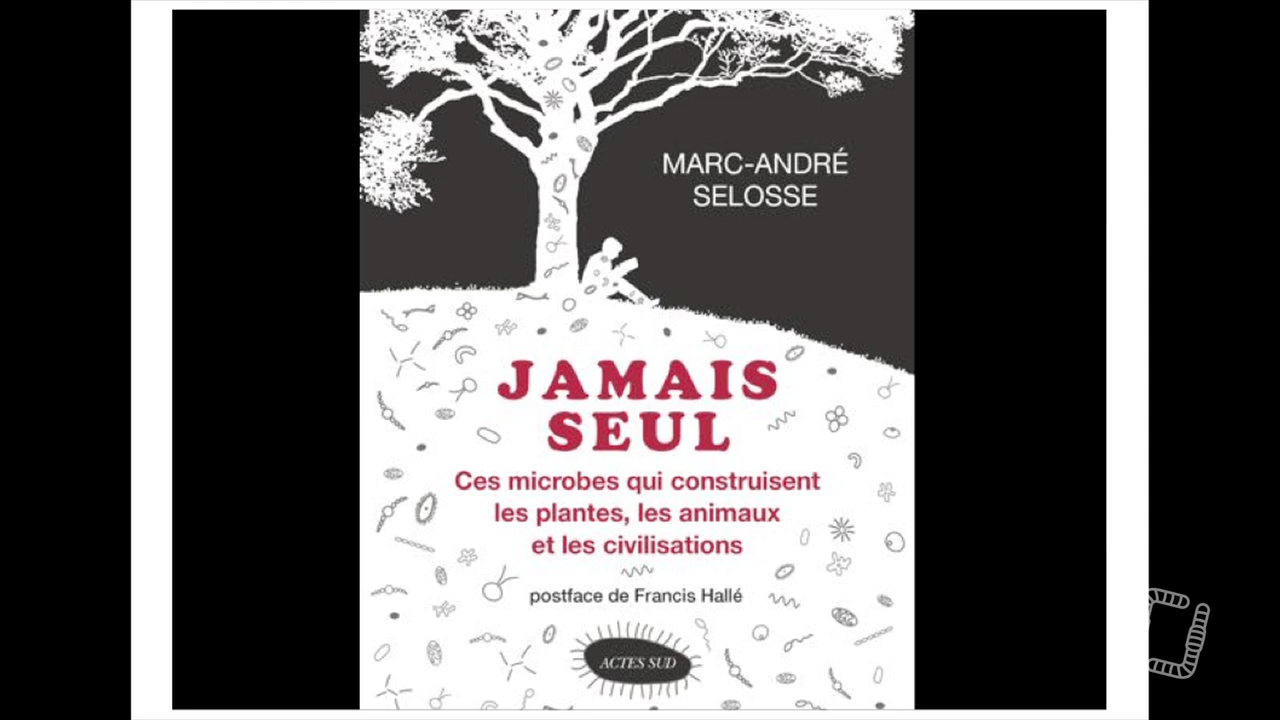 MARC-ANDRÉ
SELOSSE
JAMAIS
SEUL
Ces microbes qui construisent
les plantes, les animaux
et les civilisations
postface de Francis Hallé
ACTES SUD